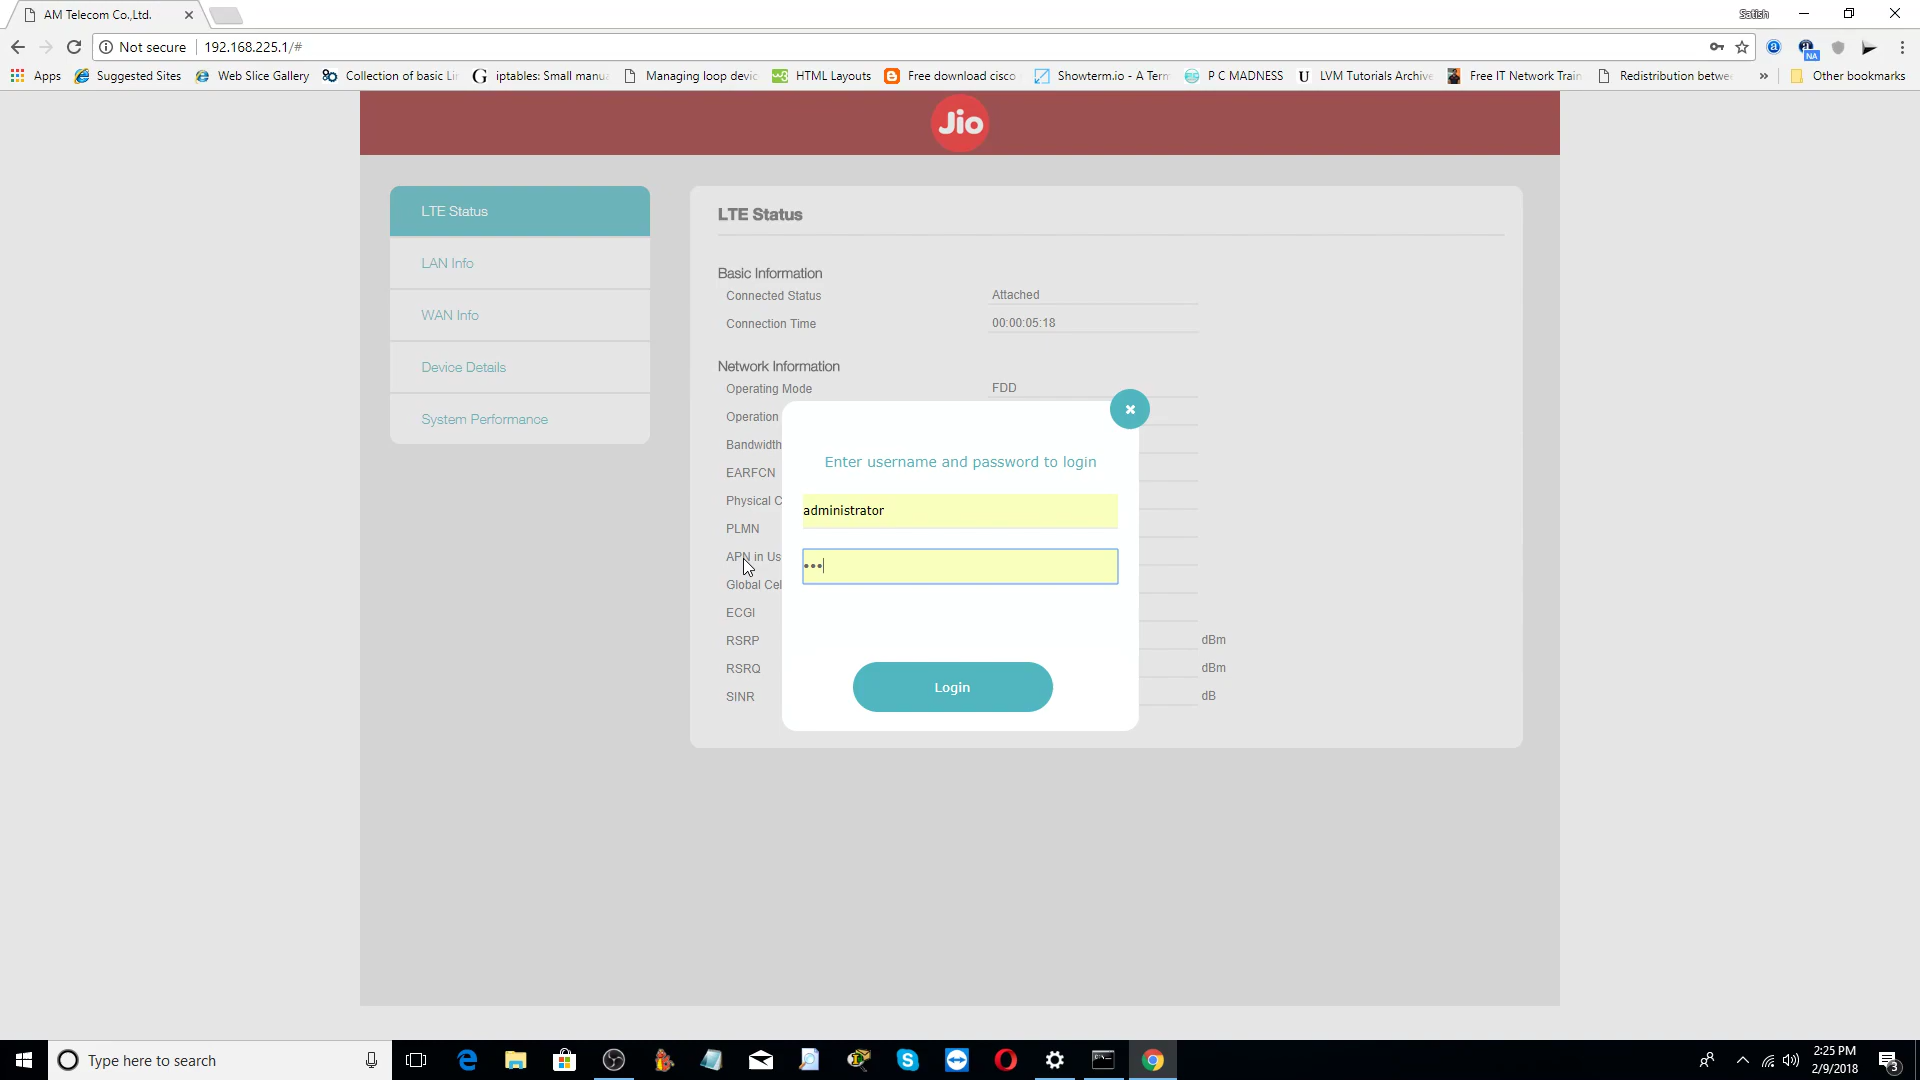 AM Telecom Co.,Ltd.
Satish
Not secure
192.168.225.1/#
Apps
Suggested Sites
Web Slice Gallery
Collection of basic Li
iptables: Small manu
Managing loop devic
HTML Layouts
Free download cisco
Showterm.io - A Term
P C MADNESS
LVM Tutorials Archive
Free IT Network Train
Redistribution betwe
»
Other bookmarks
NA
Jio
LTE Status
LAN Info
WAN Info
Device Details
System Performance
LTE Status
Basic Information
Connected Status
Attached
Connection Time
00:00:05:18
Network Information
Operating Mode
FDD
Operation
Bandwidth
EARFCN
Physical C
PLMN
APN in Us
Global Cel
ECGI
RSRP
dBm
RSRQ
dBm
SINR
dB
Enter username and password to login
administrator
•••
Login
Type here to search
2:25 PM
2/9/2018
3